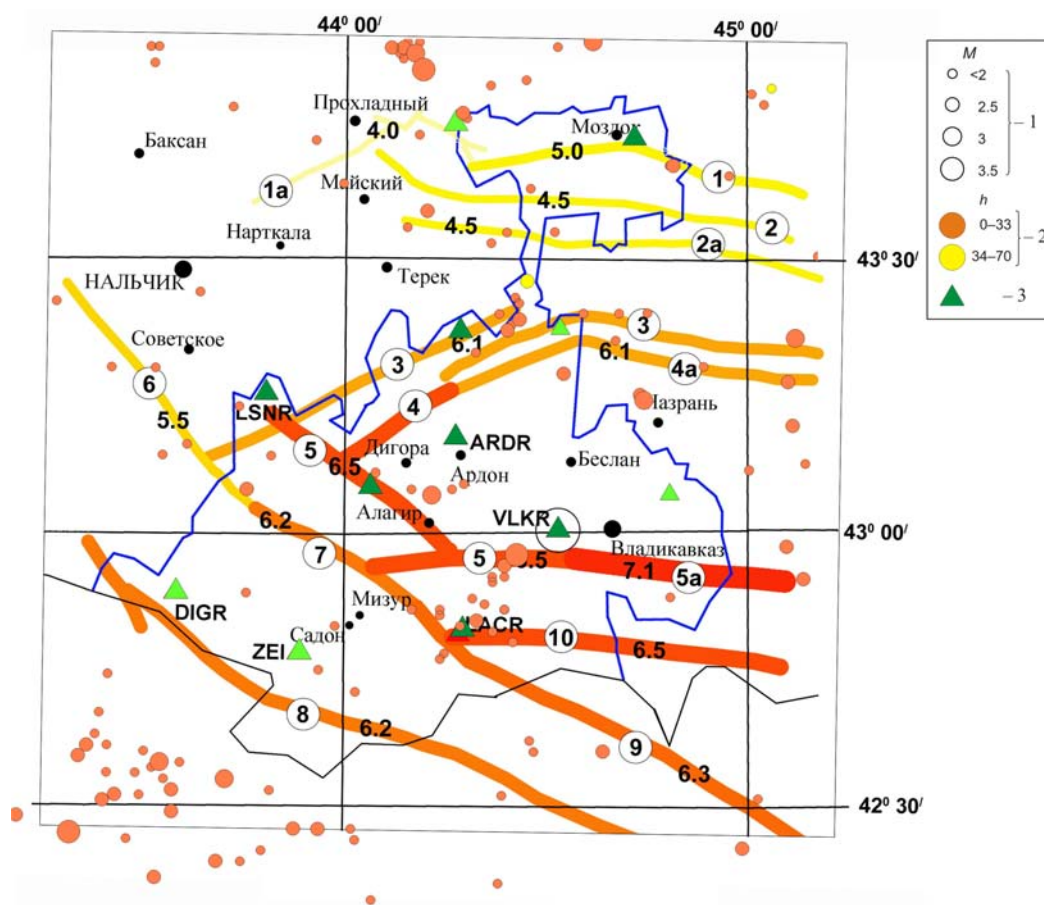 44⁰ 00′
45⁰ 00′
M
<2
2.5
3
3.5
– 1
h
0–33
34–70
– 2
– 3
Прохладный
4.0
Моздок
5.0
Баксан
1а
Майский
1
4.5
2
Нарткала
4.5
2а
43⁰ 30′
НАЛЬЧИК
Терек
Советское
3
6.1
3
6.1
4а
6
5.5
4
LSNR
5
6.5
Дигора
ARDR
Ардон
Назрань
Беслан
Алагир
VLKR
43⁰ 00′
6.2
7
5
6.5
Владикавказ
7.1
5а
DIGR
Мизур
Садон
LACR
ZEI
10
6.5
8
6.2
9
6.3
42⁰ 30′